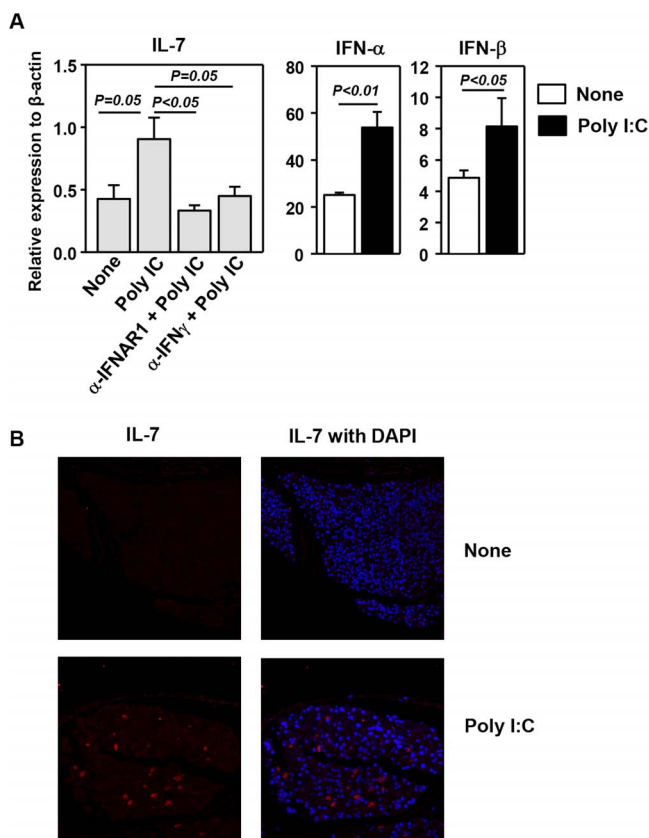 A
IL-7
IFN-α
IFN-β
Relative expression to β-actin
1.5
1.0
0.5
0.0
P=0.05
P=0.05
P<0.05
None
Poly IC
α-IFNAR1 + Poly IC
α-IFNγ + Poly IC
80
60
40
20
0
P<0.01
12
10
8
6
4
2
0
P<0.05
None
Poly I:C
B
IL-7
IL-7 with DAPI
None
Poly I:C